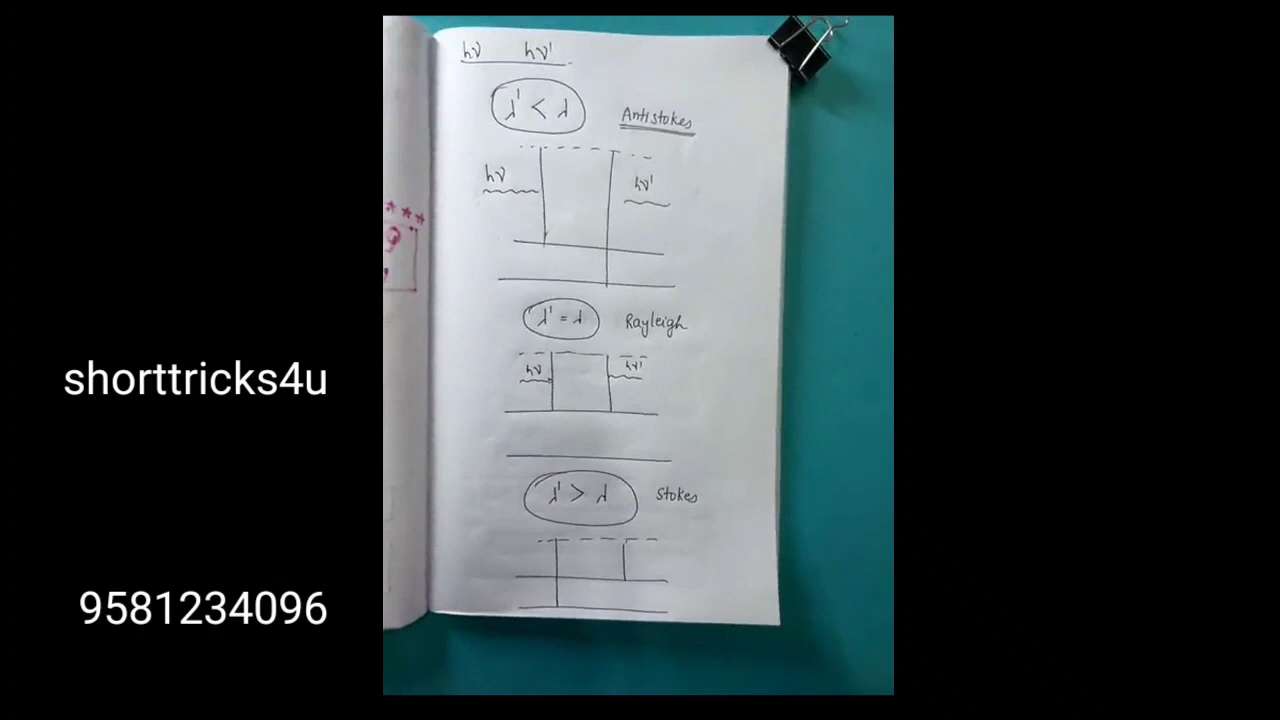 hν hν'
λ' < λ
Antistokes
hν
hν'
λ' = λ
Rayleigh
hν
hν'
λ' > λ
Stokes
shorttricks4u
9581234096